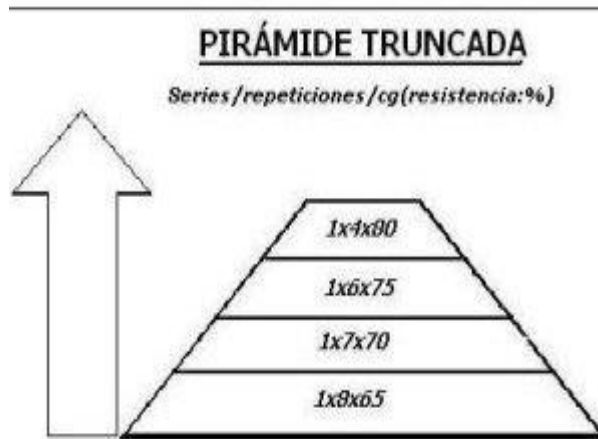 PIRÁMIDE TRUNCADA
Series/repeticiones/cg(resistencia:%)
1x4x80
1x6x75
1x7x70
1x8x65